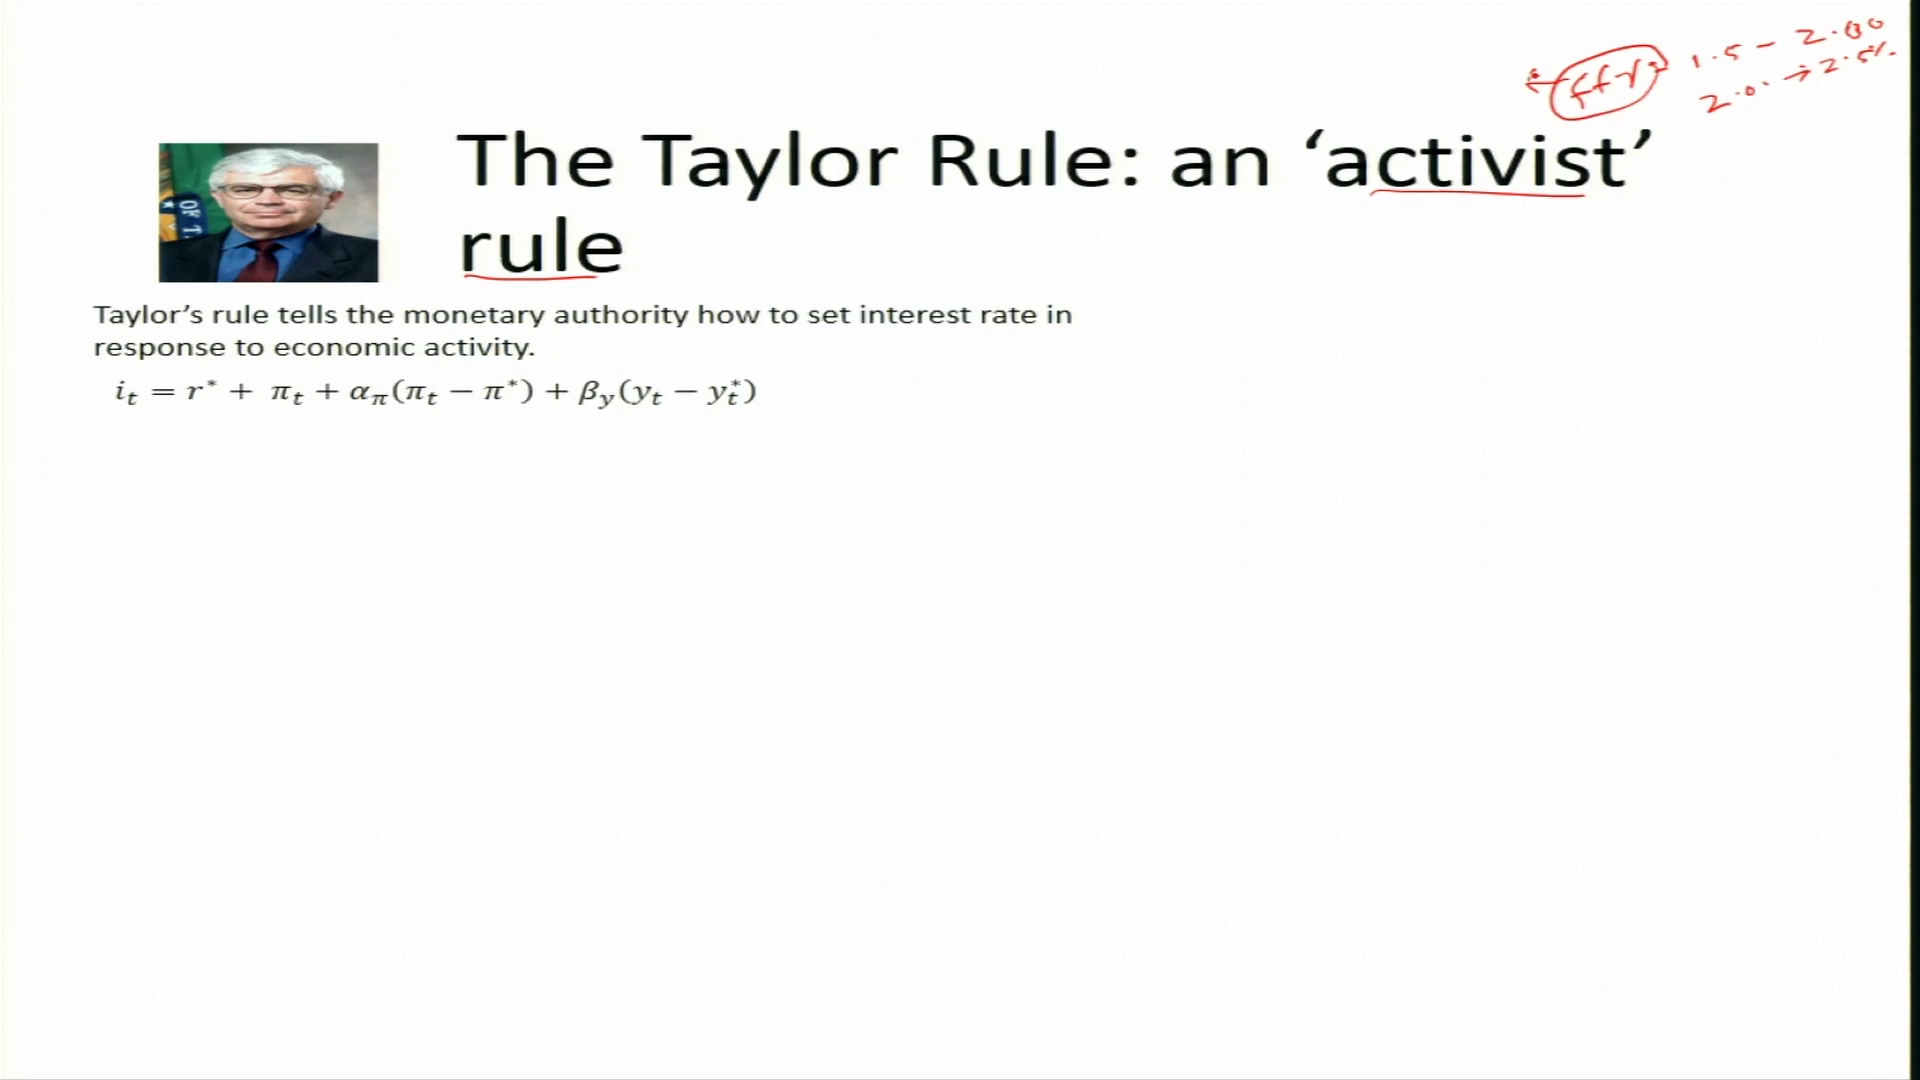 ffr 1.5 - 2.00
2.0. → 2.5%
The Taylor Rule: an ‘activist’
rule
Taylor’s rule tells the monetary authority how to set interest rate in
response to economic activity.
i_t = r* + π_t + α_π(π_t − π*) + β_y(y_t − y_t*)